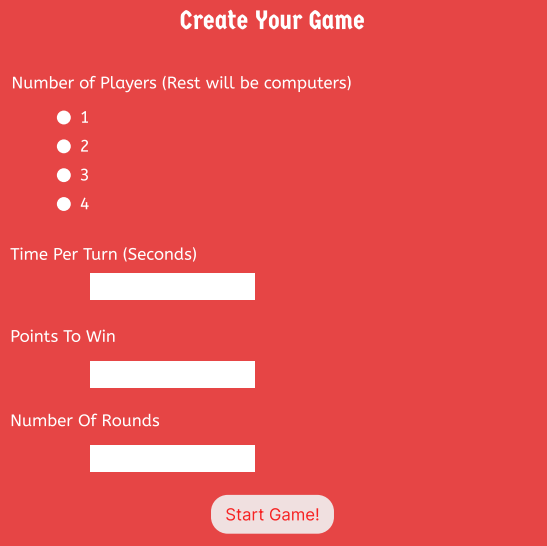 Create Your Game
Number of Players (Rest will be computers)
1
2
3
4
Time Per Turn (Seconds)
Points To Win
Number Of Rounds
Start Game!